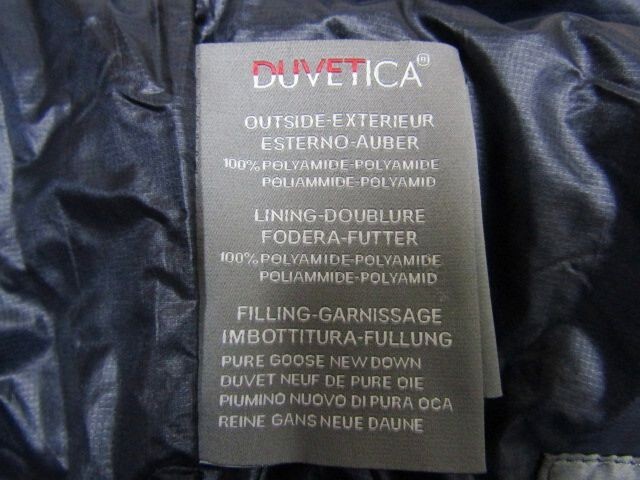 DUVETICA®
OUTSIDE-EXTERIEUR
ESTERNO-AUBER
100% POLYAMIDE-POLYAMIDE
POLIAMMIDE-POLYAMID
LINING-DOUBLURE
FODERA-FUTTER
100% POLYAMIDE-POLYAMIDE
POLIAMMIDE-POLYAMID
FILLING-GARNISSAGE
IMBOTTITURA-FULLUNG
PURE GOOSE NEW DOWN
DUVET NEUF DE PURE OIE
PIUMINO NUOVO DI PURA OCA
REINE GANS NEUE DAUNE